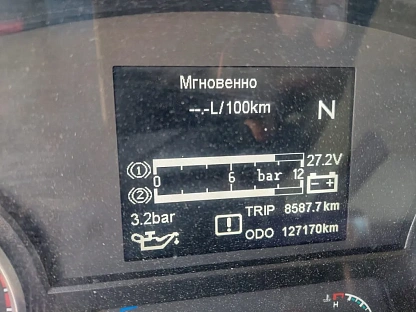 Мгновенно
--.-L/100km
N
1
27.2V
0 6 bar 12
2
3.2bar
TRIP 8587.7km
ODO 127170km
H